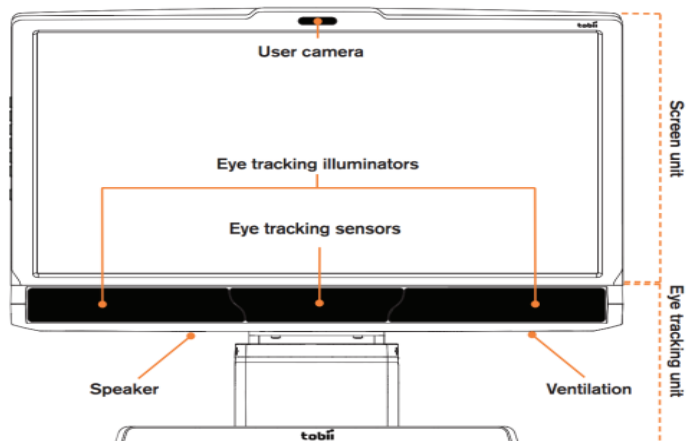 tobii
User camera
Eye tracking illuminators
Eye tracking sensors
Screen unit
Eye tracking unit
Speaker
Ventilation
tobii